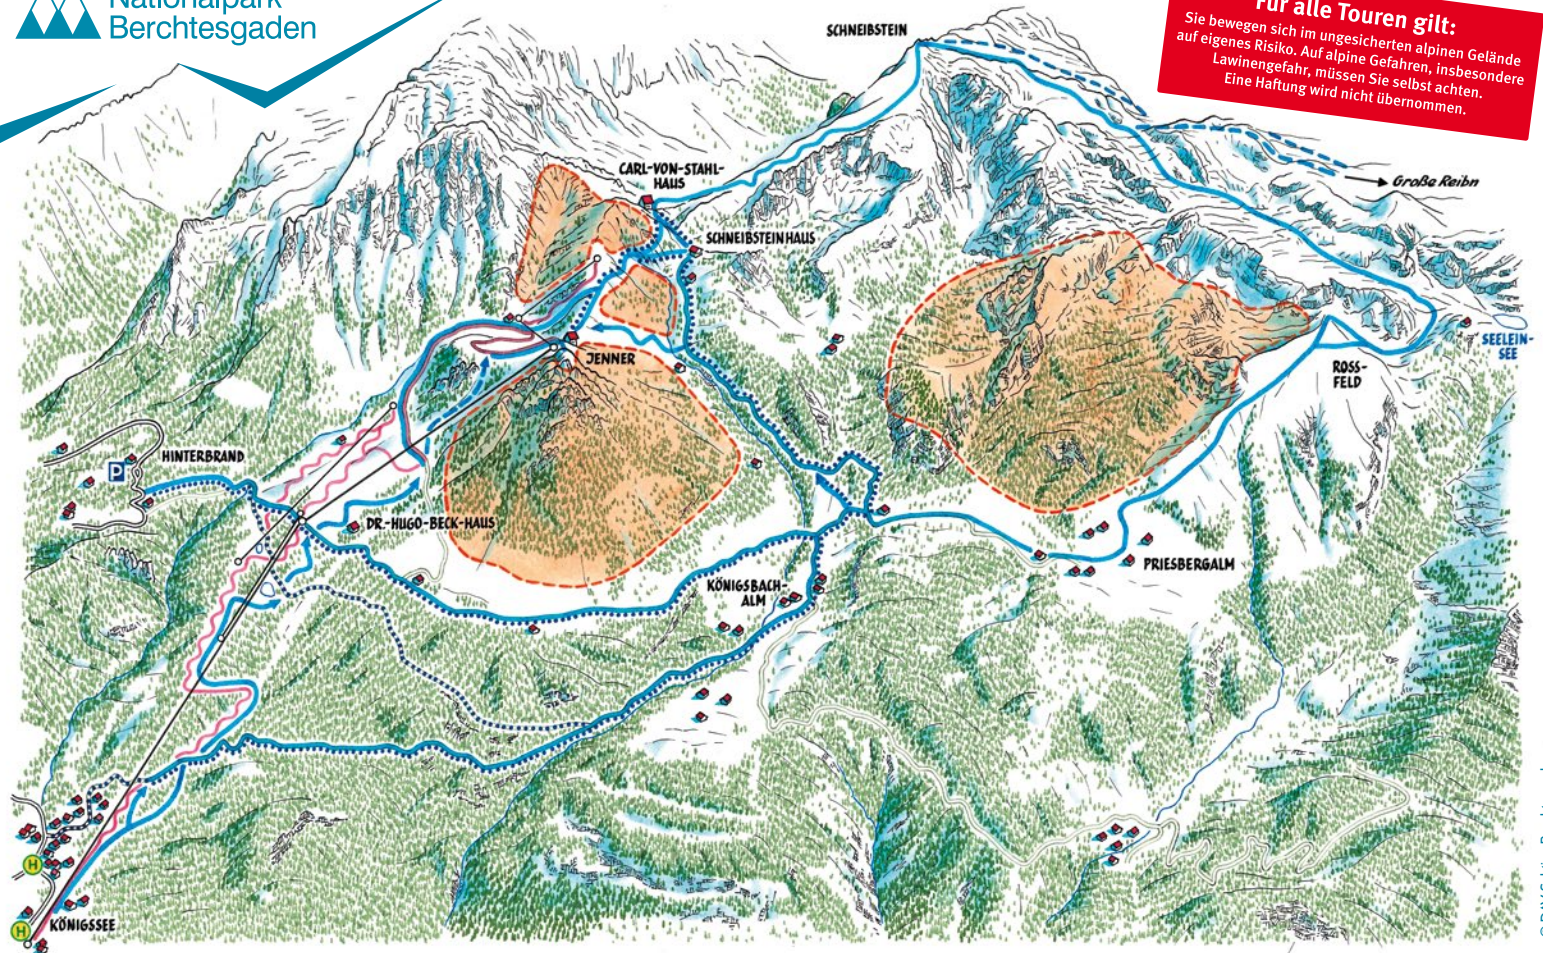 Nationalpark
Berchtesgaden
Für alle Touren gilt:
Sie bewegen sich im ungesicherten alpinen Gelände
auf eigenes Risiko. Auf alpine Gefahren, insbesondere
Lawinengefahr, müssen Sie selbst achten.
Eine Haftung wird nicht übernommen.
SCHNEIBSTEIN
CARL-VON-STAHL-
HAUS
Große Reibn
SCHNEIBSTEINHAUS
SEELEIN-
SEE
JENNER
ROSS-
FELD
HINTERBRAND
P
DR.-HUGO-BECK-HAUS
PRIESBERGALM
KÖNIGSBACH-
ALM
H
KÖNIGSSEE
H